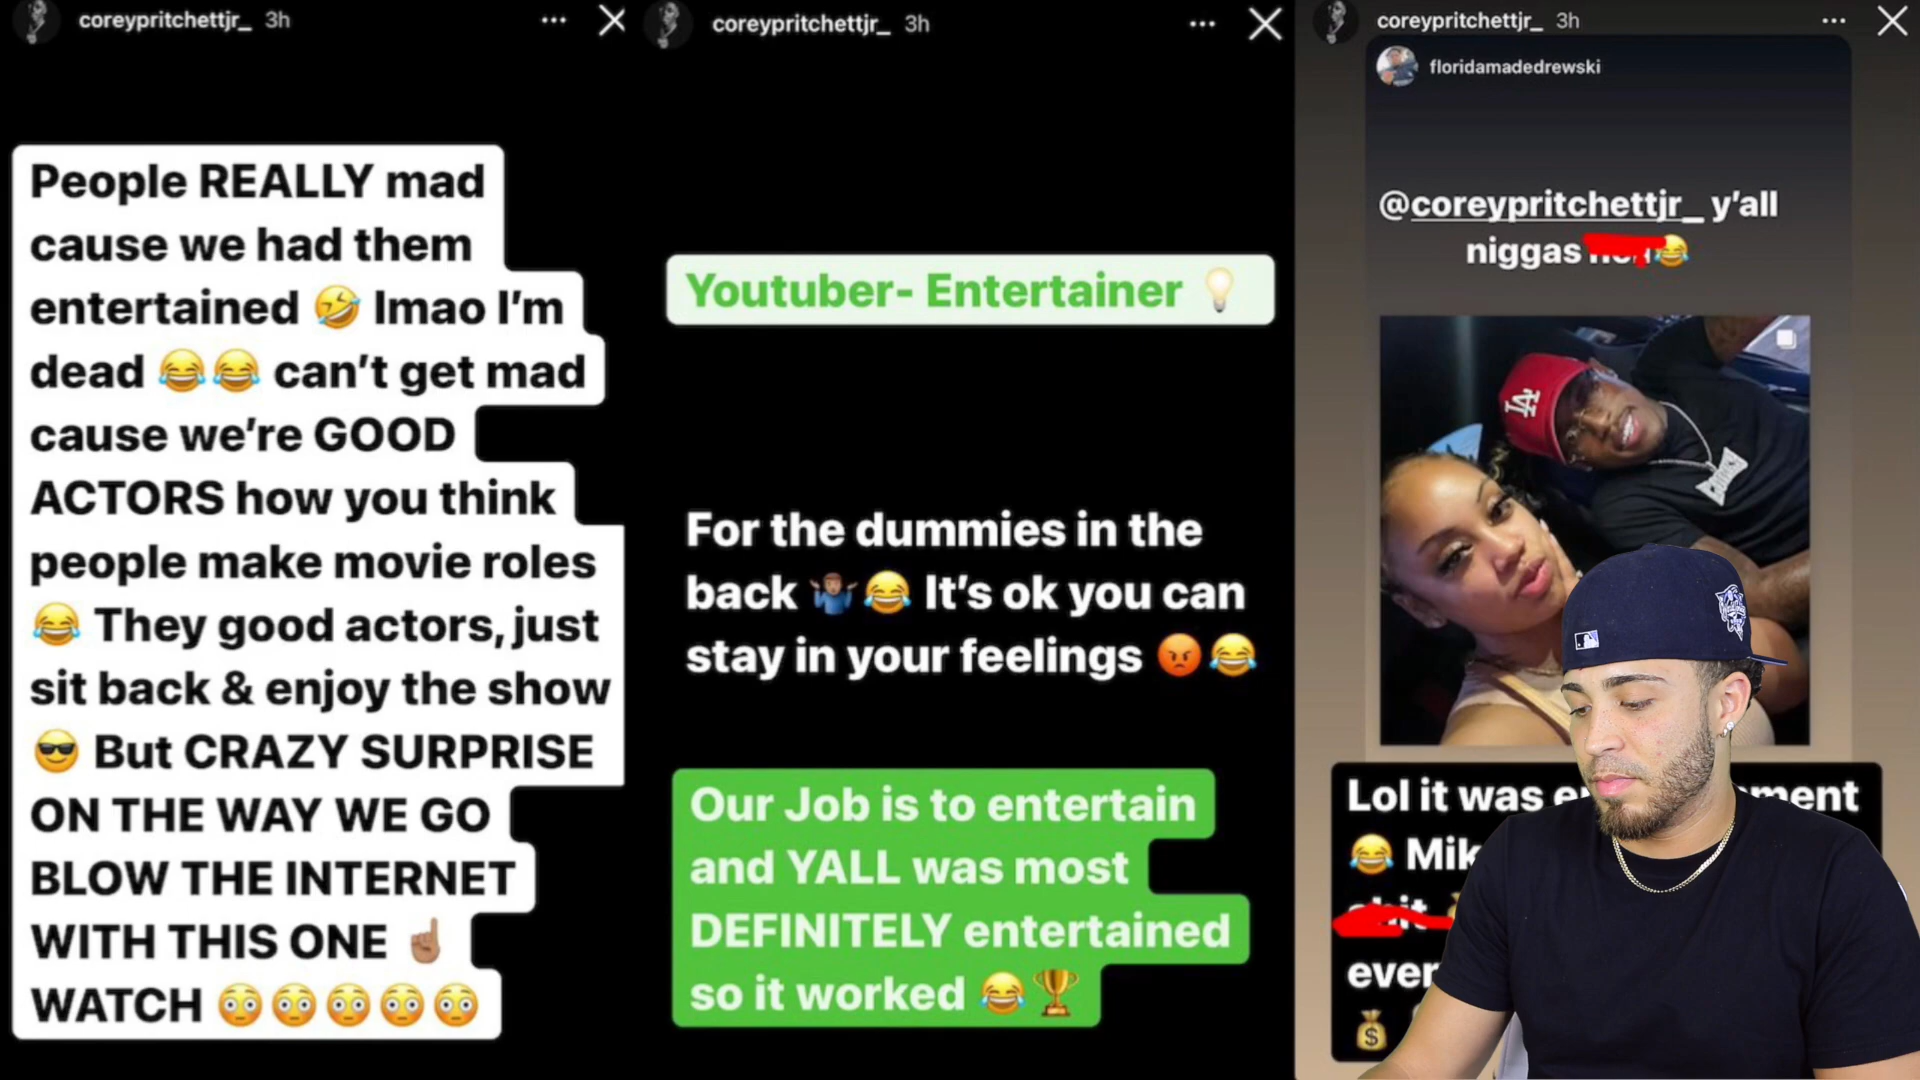 coreypritchettjr_ 3h
People REALLY mad
cause we had them
entertained 🤣 lmao I’m
dead 😂😂 can’t get mad
cause we’re GOOD
ACTORS how you think
people make movie roles
😂 They good actors, just
sit back & enjoy the show
😎 But CRAZY SURPRISE
ON THE WAY WE GO
BLOW THE INTERNET
WITH THIS ONE ☝🏽
WATCH 😳😳😳😳😳
coreypritchettjr_ 3h
Youtuber- Entertainer 💡
For the dummies in the
back 🤷🏽‍♂️😂 It’s ok you can
stay in your feelings 😡😂
Our Job is to entertain
and YALL was most
DEFINITELY entertained
so it worked 😂🏆
coreypritchettjr_ 3h
floridamadedrewski
@coreypritchettjr_ y’all
niggas 😂
LA
Lol it was
😂
💰